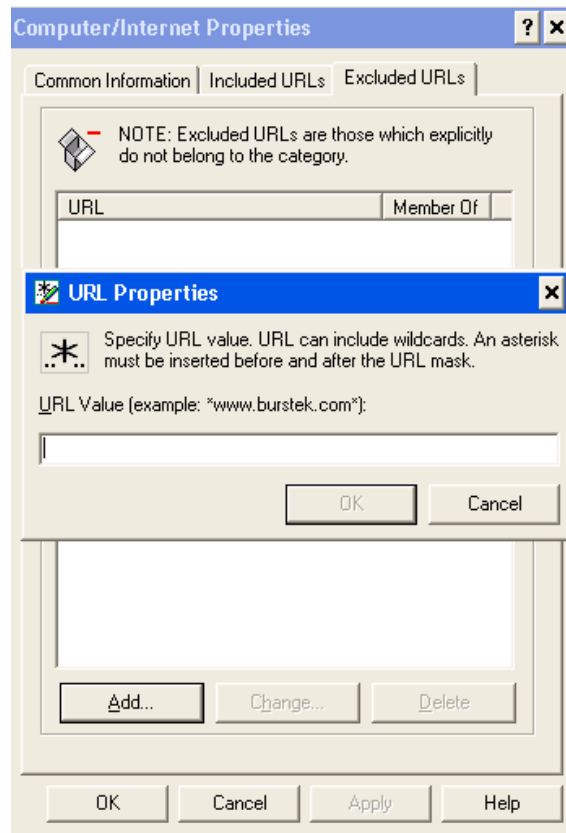 Computer/Internet Properties
Common Information Included URLs Excluded URLs
NOTE: Excluded URLs are those which explicitly
do not belong to the category.
URL Member Of
URL Properties
Specify URL value. URL can include wildcards. An asterisk
must be inserted before and after the URL mask.
URL Value (example: *www.burstek.com*):
OK Cancel
Add... Change... Delete
OK Cancel Apply Help